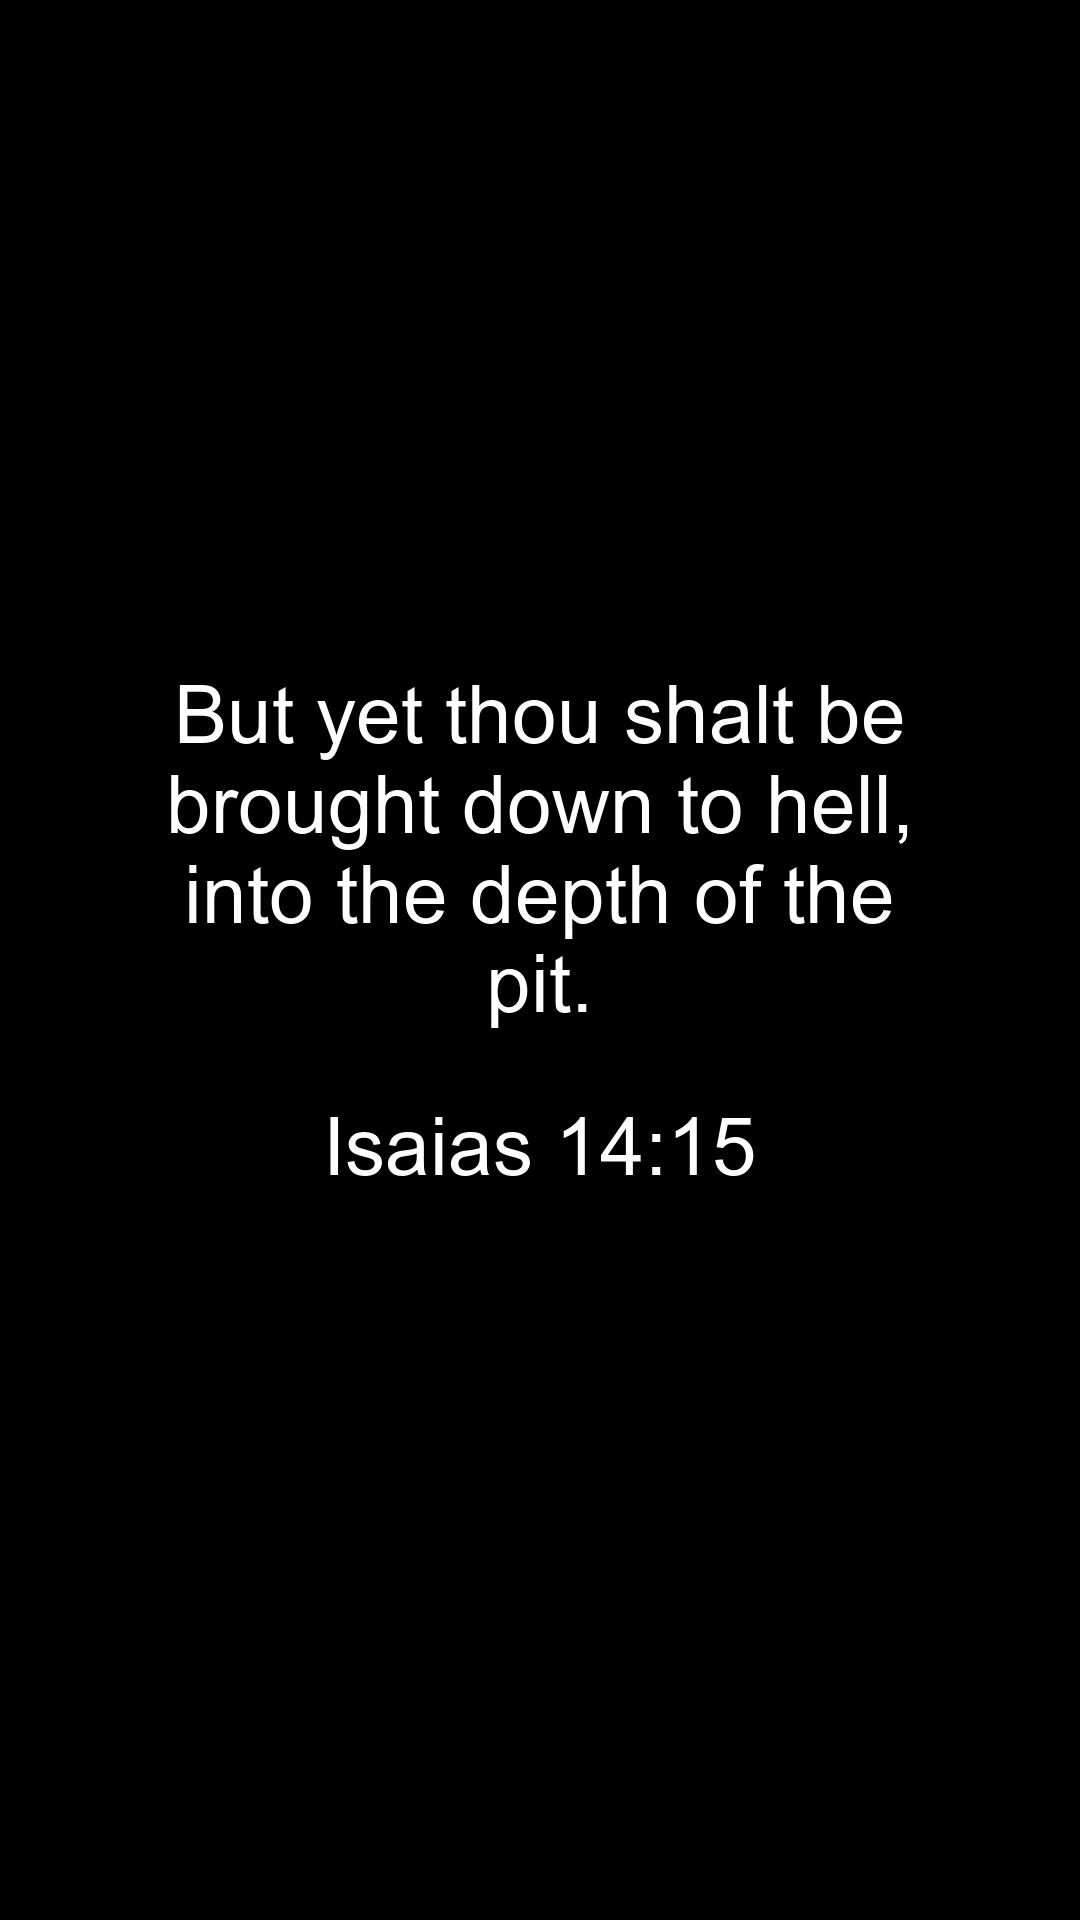 But yet thou shalt be
brought down to hell,
into the depth of the
pit.
Isaias 14:15